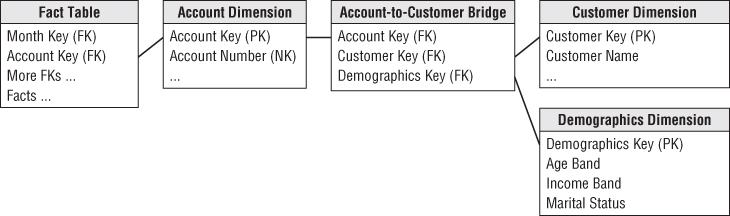 Fact Table
Month Key (FK)
Account Key (FK)
More FKs ...
Facts ...
Account Dimension
Account Key (PK)
Account Number (NK)
...
Account-to-Customer Bridge
Account Key (FK)
Customer Key (FK)
Demographics Key (FK)
Customer Dimension
Customer Key (PK)
Customer Name
...
Demographics Dimension
Demographics Key (PK)
Age Band
Income Band
Marital Status